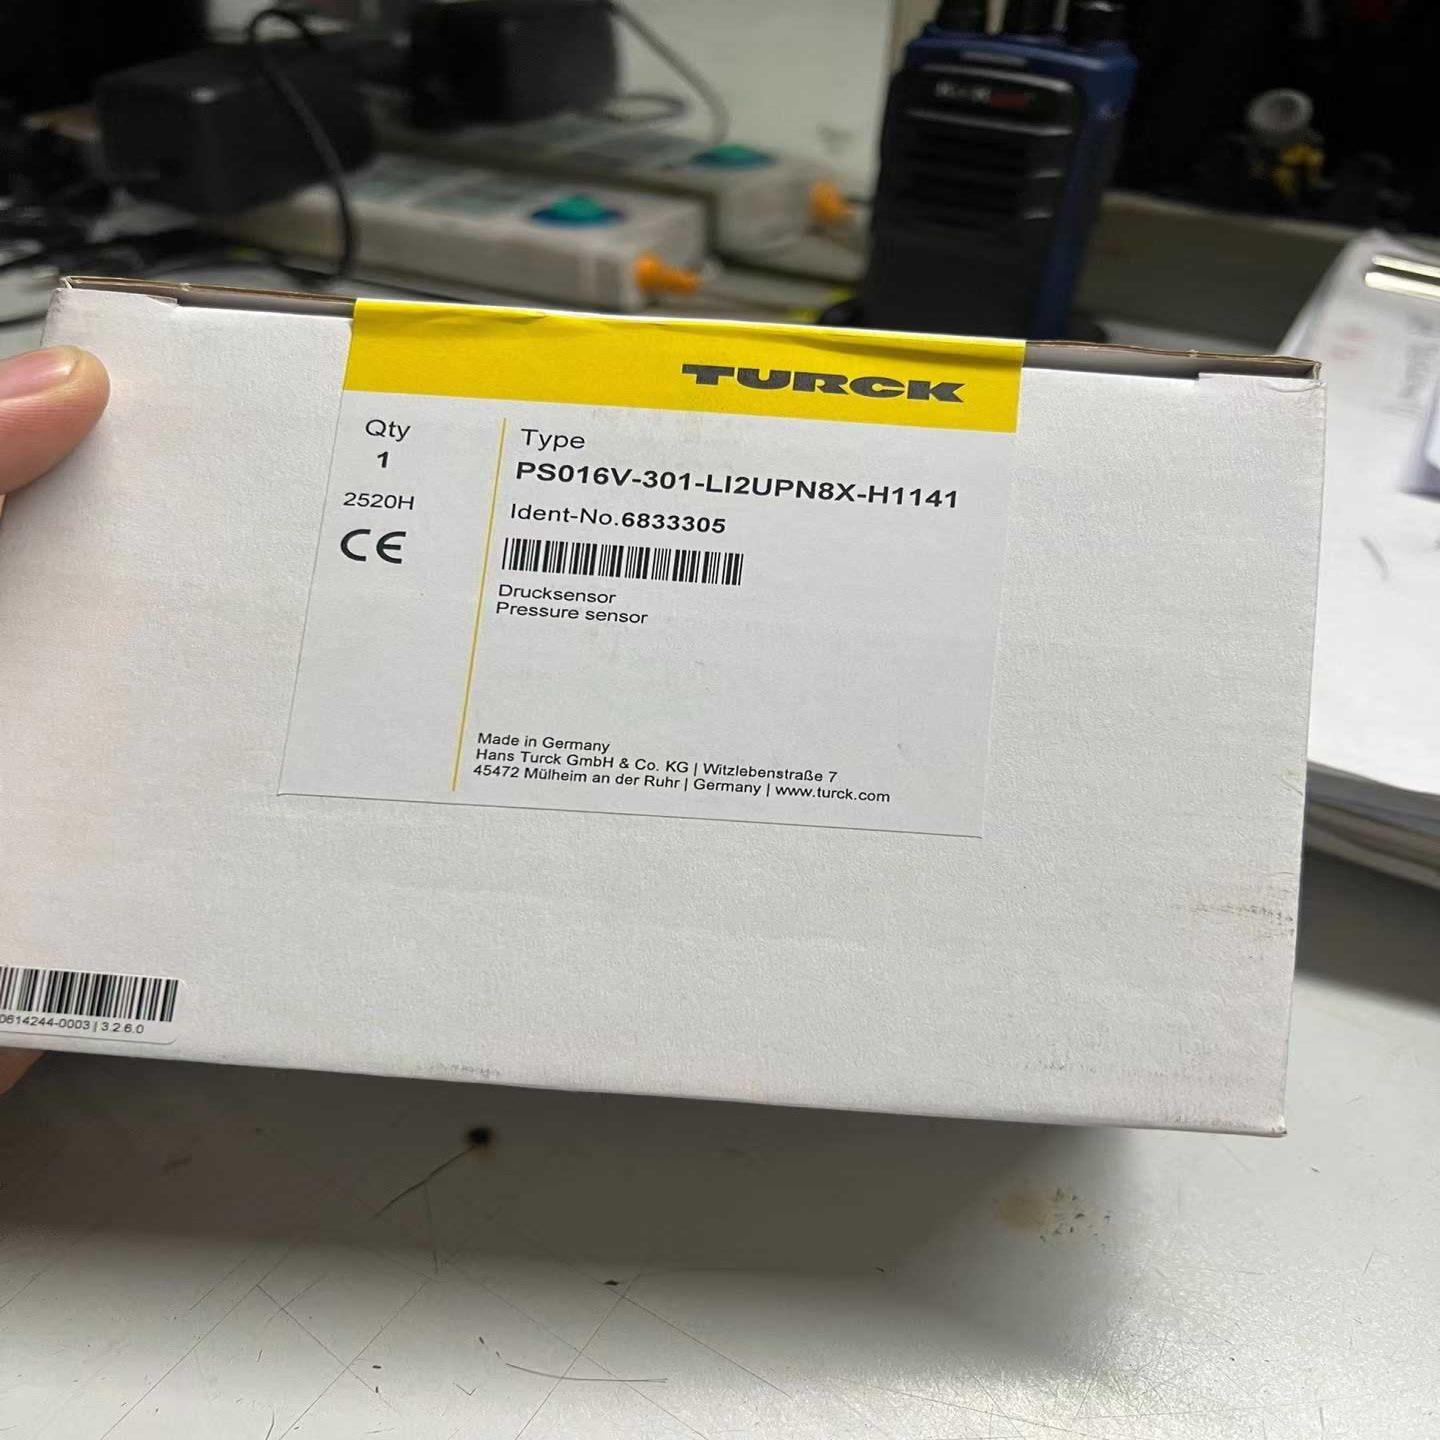 TURCK
Qty
1
2520H
CE
Type
PS016V-301-LI2UPN8X-H1141
Ident-No.6833305
Drucksensor
Pressure sensor
Made in Germany
Hans Turck GmbH & Co. KG | Witzlebenstraße 7
45472 Mülheim an der Ruhr | Germany | www.turck.com
0614244-0003 | 3.2.6.0